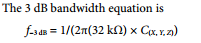 The 3 dB bandwidth equation is
f-3 dB = 1/(2π(32 kΩ) × C(X, Y, Z))